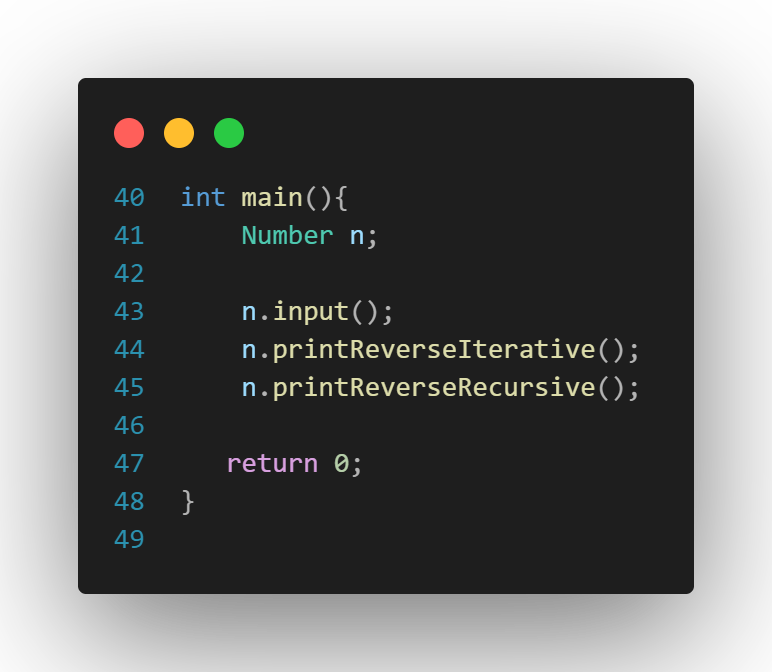 40 int main(){
41     Number n;
42
43     n.input();
44     n.printReverseIterative();
45     n.printReverseRecursive();
46
47    return 0;
48 }
49